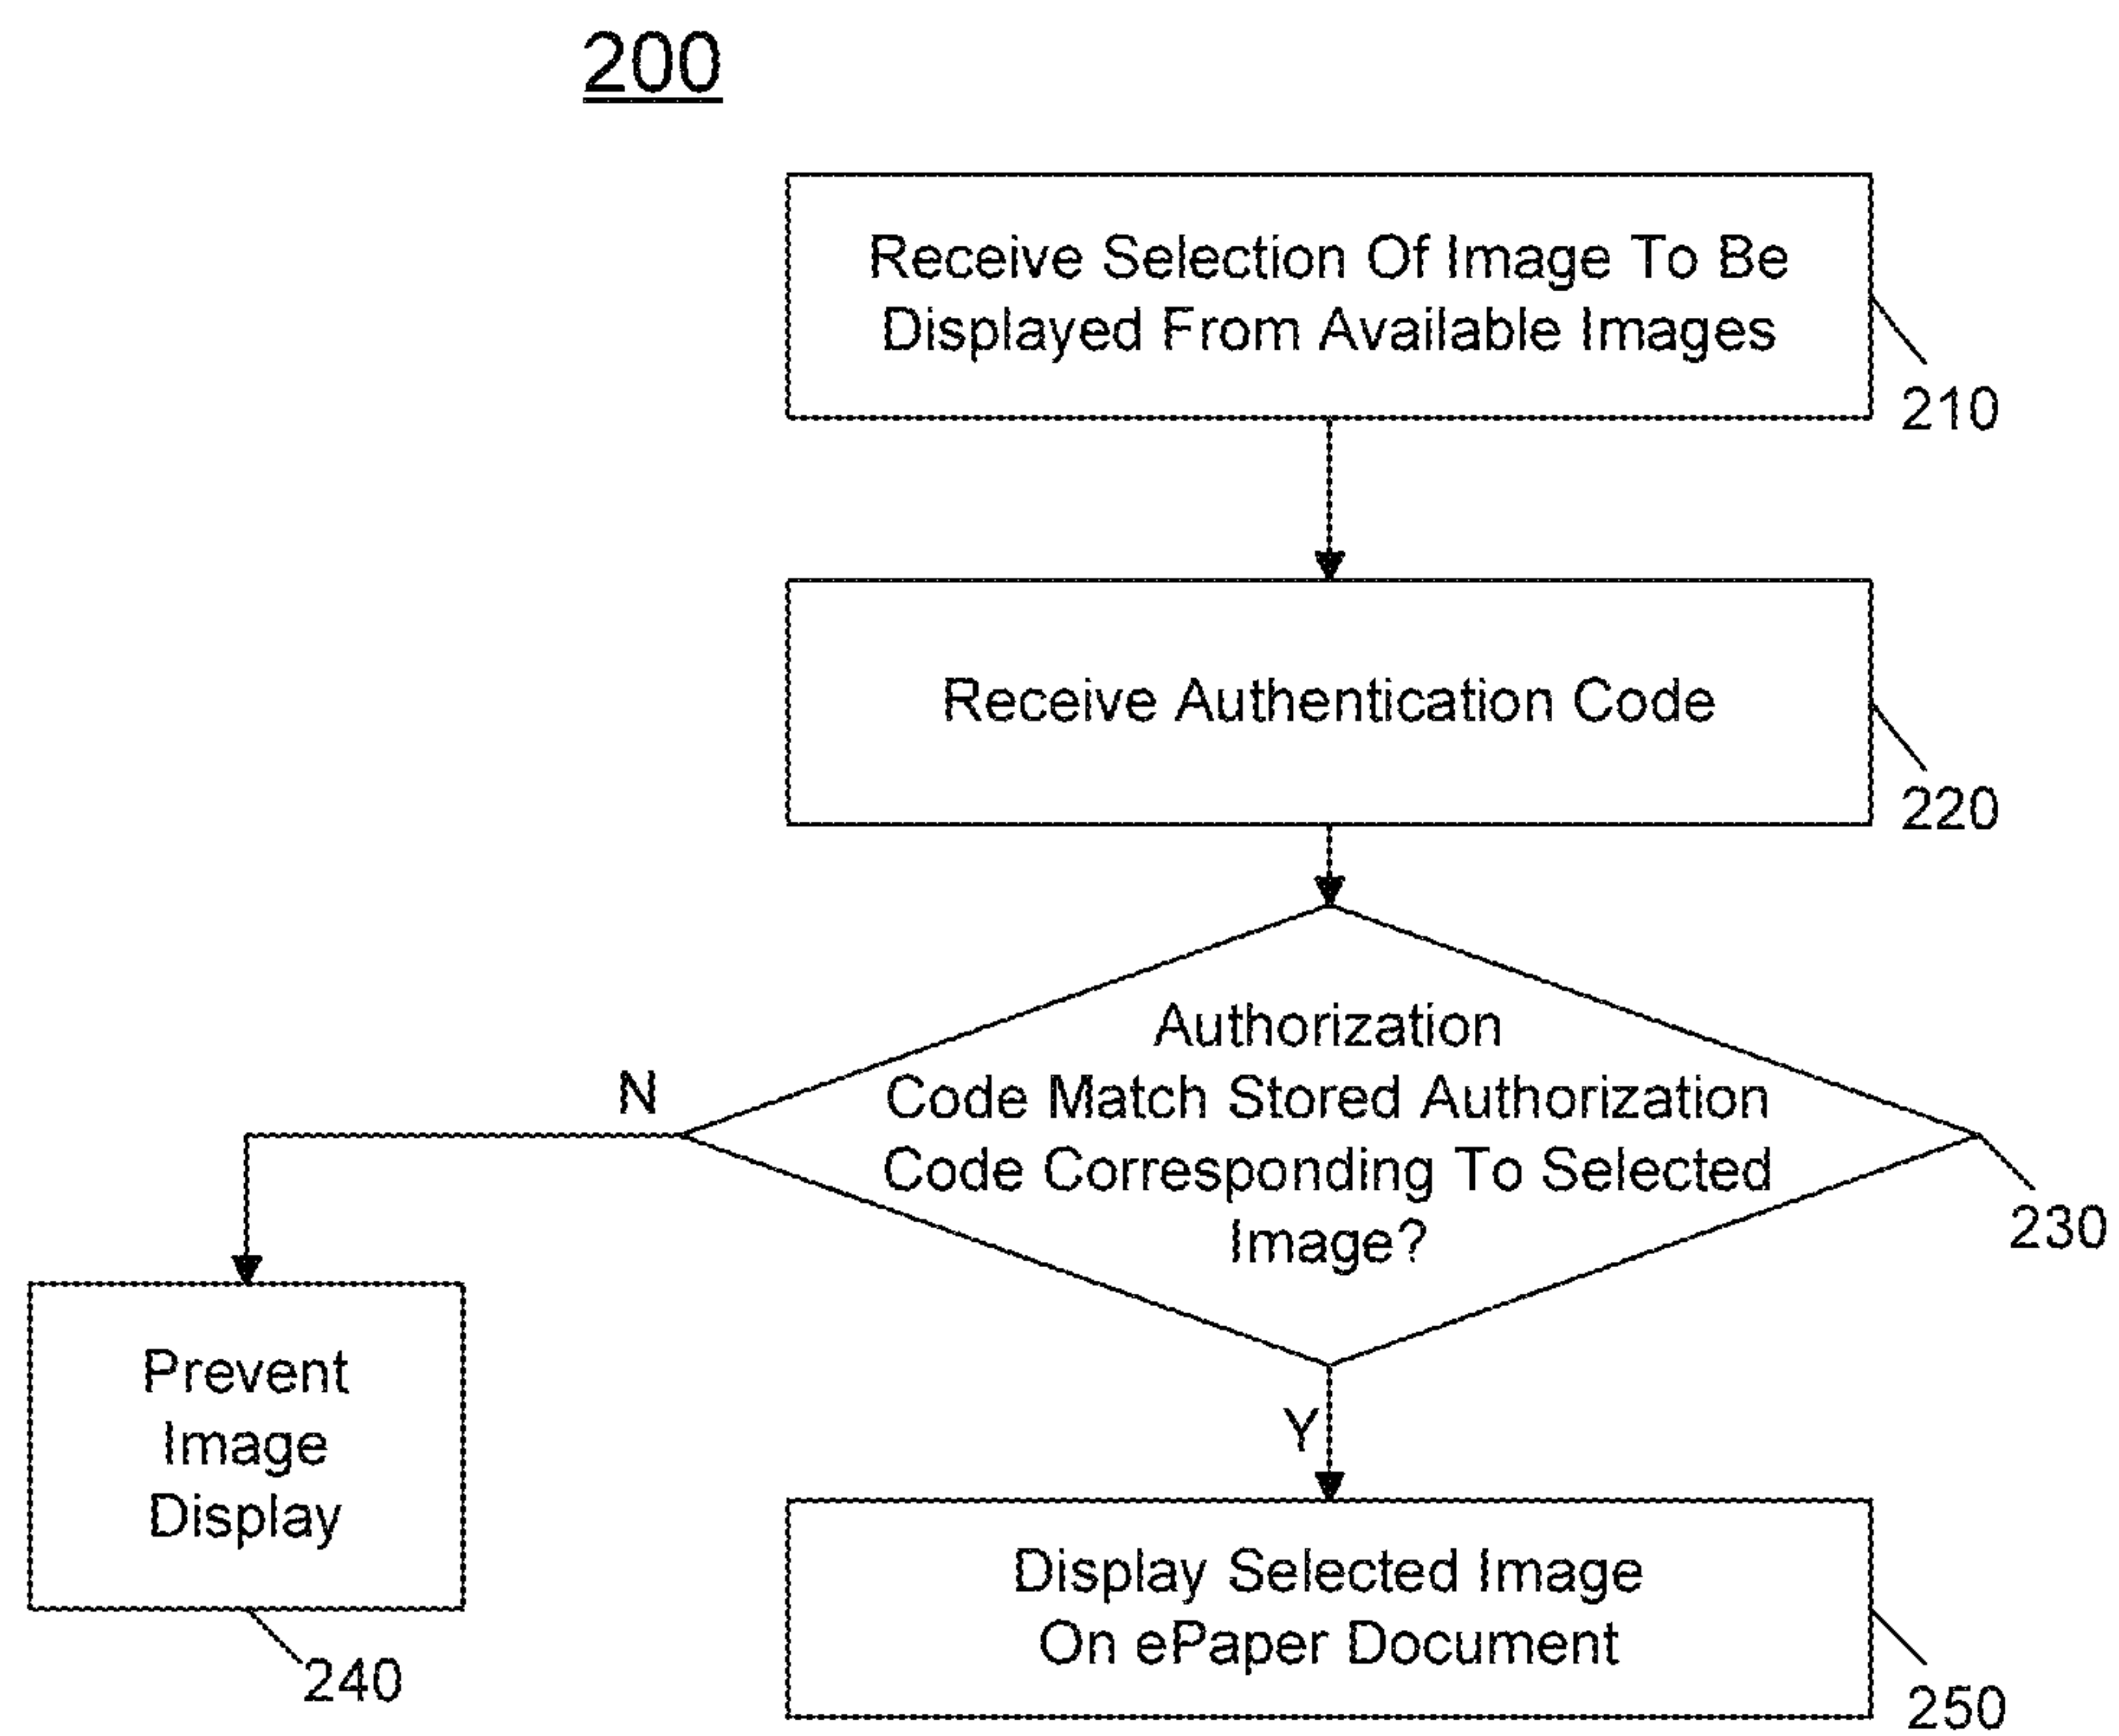 200
Receive Selection Of Image To Be
Displayed From Available Images
210
Receive Authentication Code
220
Authorization
Code Match Stored Authorization
Code Corresponding To Selected
Image?
230
N
Y
Prevent
Image
Display
240
Display Selected Image
On ePaper Document
250